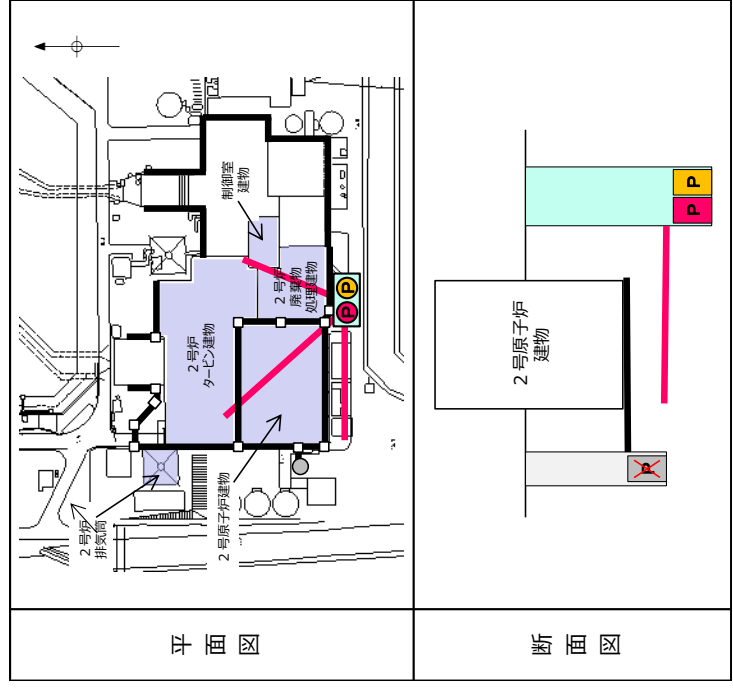 平面図
２号炉
排気筒
２号原子炉建物
２号炉
タービン建物
２号炉
廃棄物
処理建物
制御室
建物
P
P
断面図
２号原子炉
建物
P
P
P